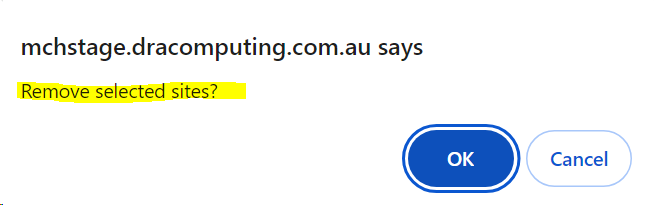 mchstage.dracomputing.com.au says
Remove selected sites?
OK
Cancel